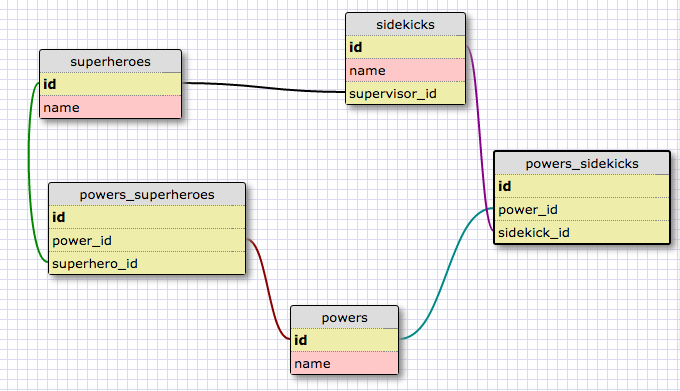 sidekicks
id
name
supervisor_id
superheroes
id
name
powers_sidekicks
id
power_id
sidekick_id
powers_superheroes
id
power_id
superhero_id
powers
id
name